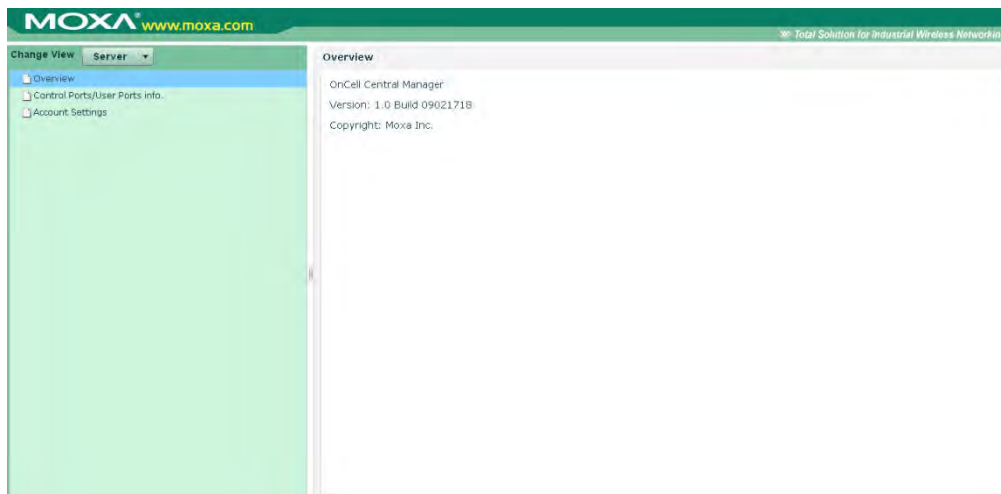 MOXA® www.moxa.com
Total Solution for Industrial Wireless Networkin
Change View Server
Overview
Control Ports/User Ports info.
Account Settings
Overview
OnCell Central Manager
Version: 1.0 Build 09021718
Copyright: Moxa Inc.